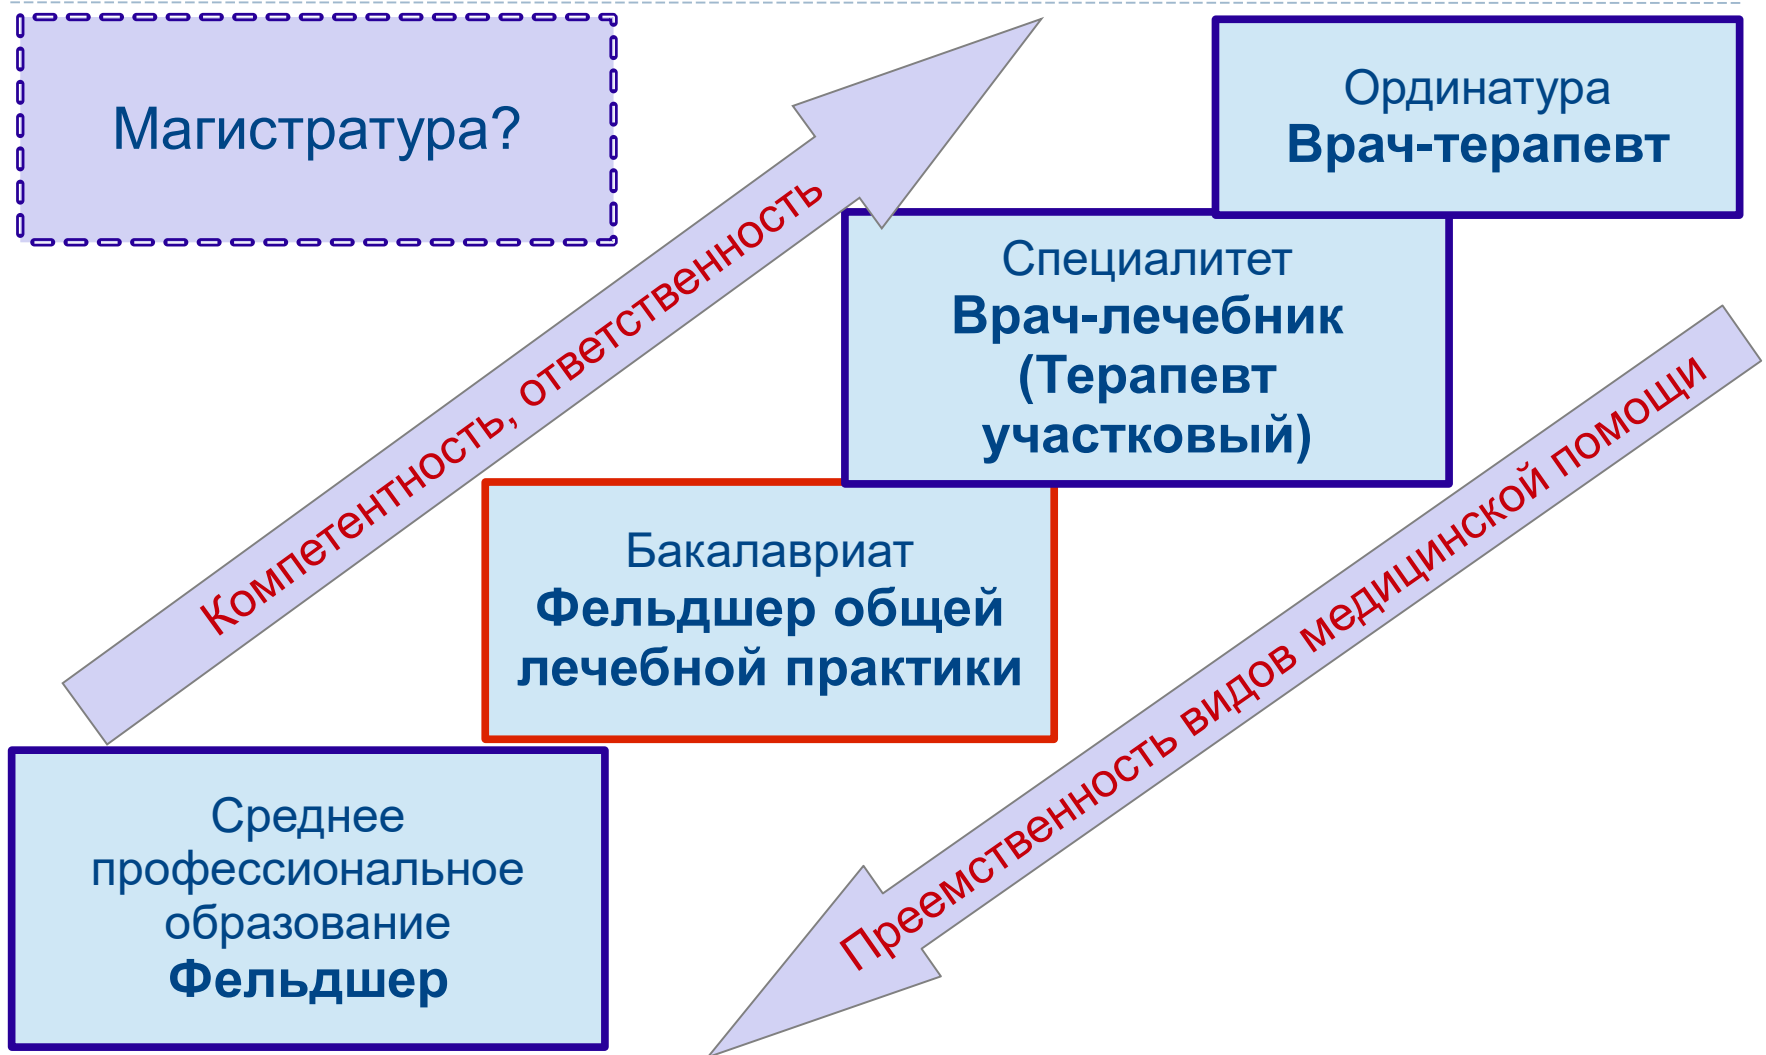 Магистратура?
Ординатура
Врач-терапевт
Компетентность, ответственность
Специалитет
Врач-лечебник
(Терапевт
участковый)
Преемственность видов медицинской помощи
Бакалавриат
Фельдшер общей
лечебной практики
Среднее
профессиональное
образование
Фельдшер